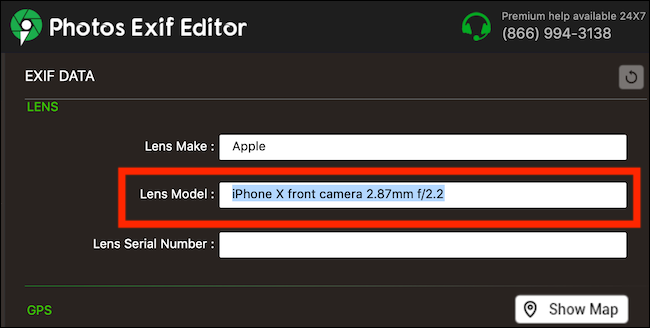 Photos Exif Editor
Premium help available 24X7
(866) 994-3138
EXIF DATA
LENS
Lens Make : Apple
Lens Model : iPhone X front camera 2.87mm f/2.2
Lens Serial Number :
GPS
Show Map